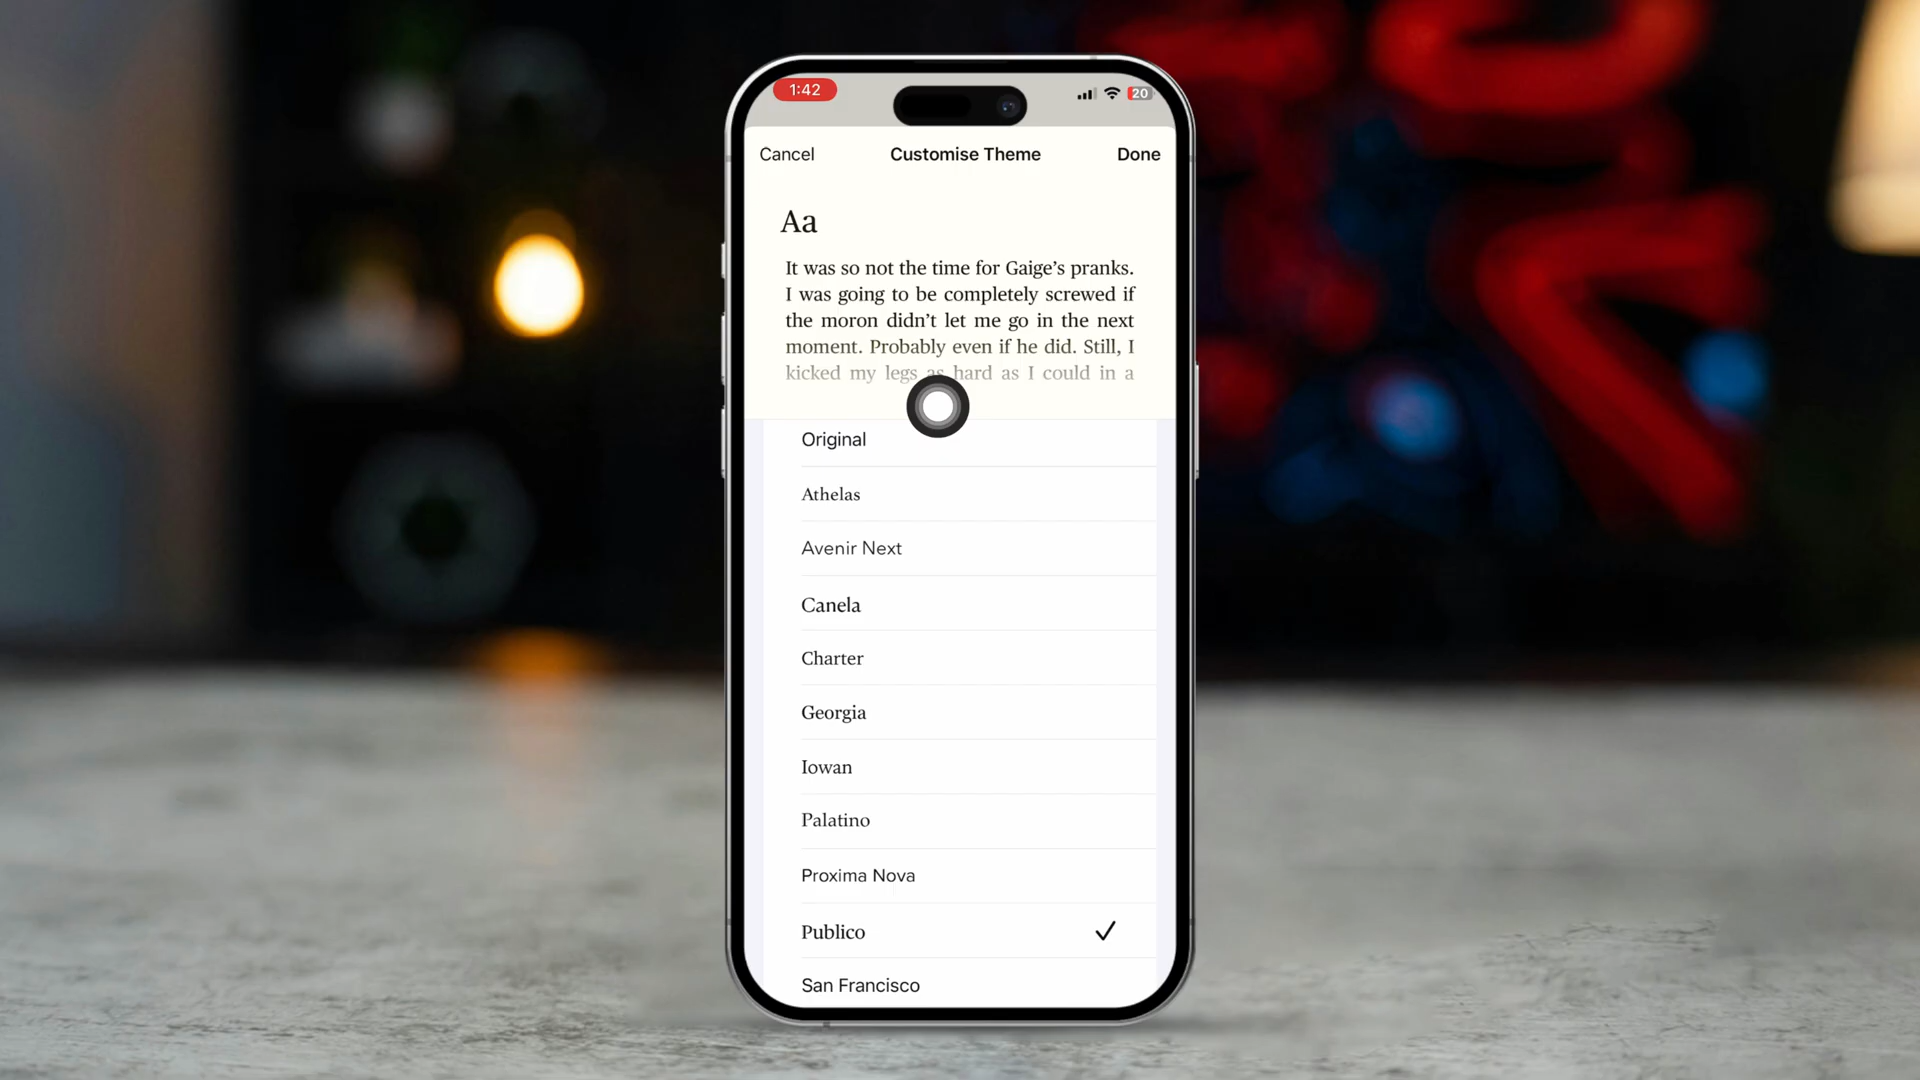 1:42
20
Cancel
Customise Theme
Done
Aa
It was so not the time for Gaige’s pranks.
I was going to be completely screwed if
the moron didn’t let me go in the next
moment. Probably even if he did. Still, I
kicked my legs as hard as I could in a
Original
Athelas
Avenir Next
Canela
Charter
Georgia
Iowan
Palatino
Proxima Nova
Publico
San Francisco